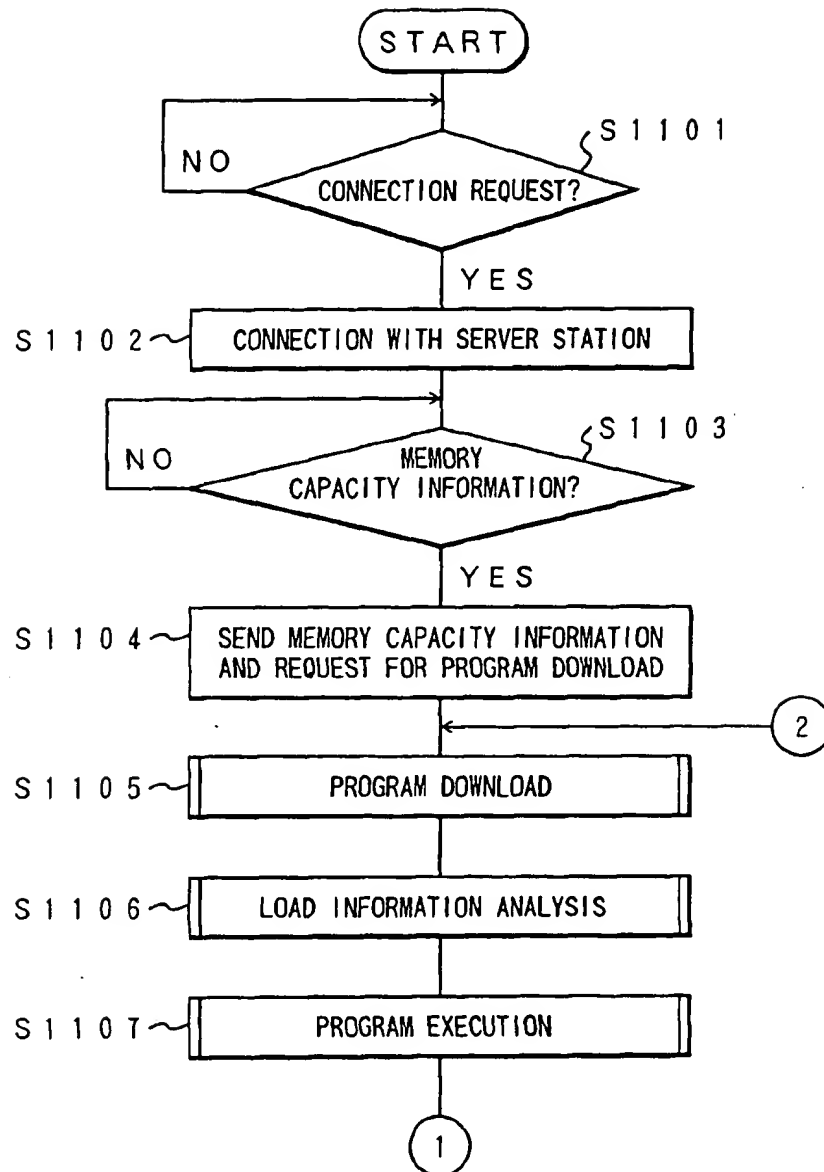 START
S1101
NO
CONNECTION REQUEST?
YES
S1102
CONNECTION WITH SERVER STATION
S1103
NO
MEMORY
CAPACITY INFORMATION?
YES
S1104
SEND MEMORY CAPACITY INFORMATION
AND REQUEST FOR PROGRAM DOWNLOAD
2
S1105
PROGRAM DOWNLOAD
S1106
LOAD INFORMATION ANALYSIS
S1107
PROGRAM EXECUTION
1